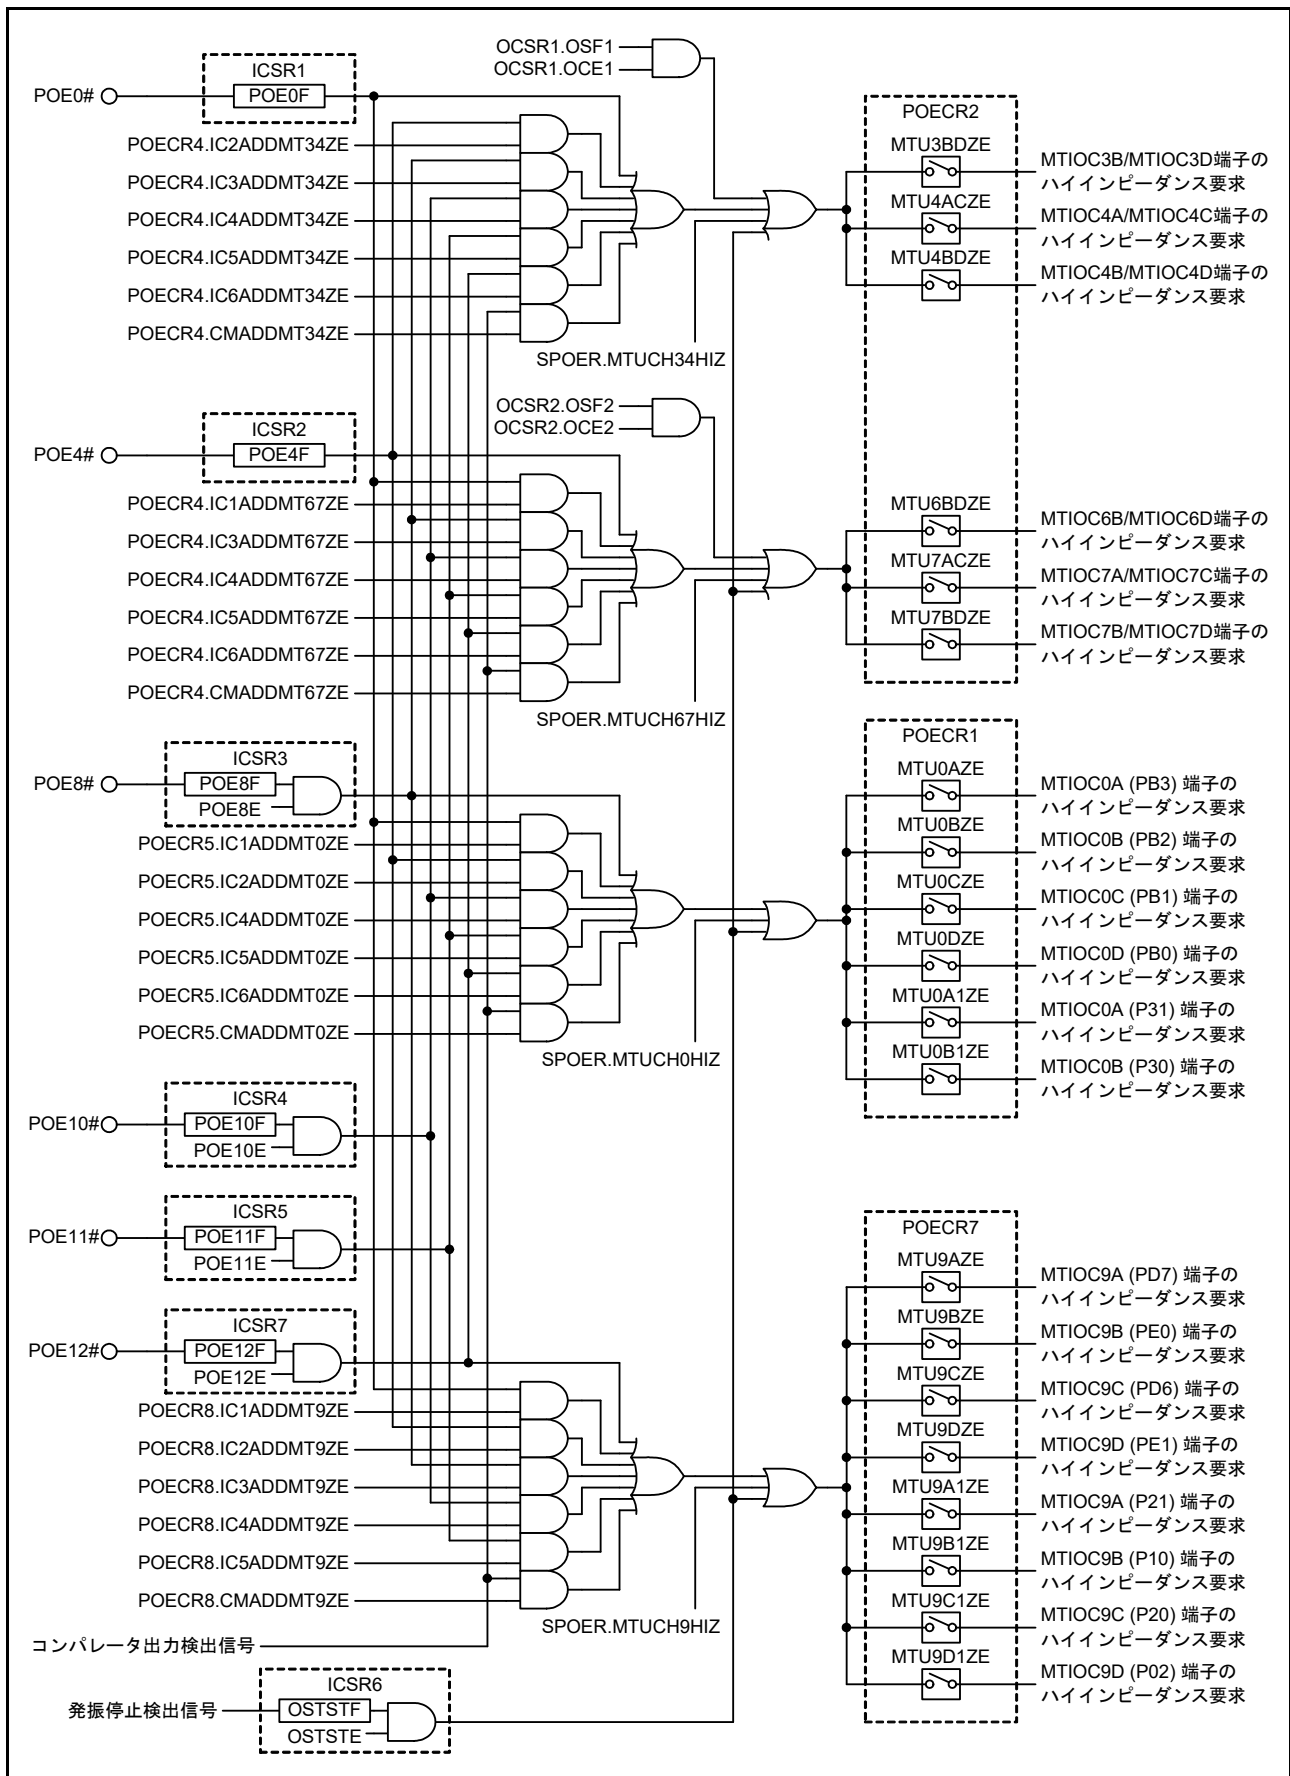 OCSR1.OSF1
OCSR1.OCE1
ICSR1
POE0#
POE0F
POECR4.IC2ADDMT34ZE
POECR4.IC3ADDMT34ZE
POECR4.IC4ADDMT34ZE
POECR4.IC5ADDMT34ZE
POECR4.IC6ADDMT34ZE
POECR4.CMADDMT34ZE
SPOER.MTUCH34HIZ
POECR2
MTU3BDZE
MTIOC3B/MTIOC3D端子の
ハイインピーダンス要求
MTU4ACZE
MTIOC4A/MTIOC4C端子の
ハイインピーダンス要求
MTU4BDZE
MTIOC4B/MTIOC4D端子の
ハイインピーダンス要求
OCSR2.OSF2
OCSR2.OCE2
ICSR2
POE4#
POE4F
POECR4.IC1ADDMT67ZE
POECR4.IC3ADDMT67ZE
POECR4.IC4ADDMT67ZE
POECR4.IC5ADDMT67ZE
POECR4.IC6ADDMT67ZE
POECR4.CMADDMT67ZE
SPOER.MTUCH67HIZ
MTU6BDZE
MTIOC6B/MTIOC6D端子の
ハイインピーダンス要求
MTU7ACZE
MTIOC7A/MTIOC7C端子の
ハイインピーダンス要求
MTU7BDZE
MTIOC7B/MTIOC7D端子の
ハイインピーダンス要求
ICSR3
POE8#
POE8F
POE8E
POECR5.IC1ADDMT0ZE
POECR5.IC2ADDMT0ZE
POECR5.IC4ADDMT0ZE
POECR5.IC5ADDMT0ZE
POECR5.IC6ADDMT0ZE
POECR5.CMADDMT0ZE
SPOER.MTUCH0HIZ
POECR1
MTU0AZE
MTIOC0A (PB3) 端子の
ハイインピーダンス要求
MTU0BZE
MTIOC0B (PB2) 端子の
ハイインピーダンス要求
MTU0CZE
MTIOC0C (PB1) 端子の
ハイインピーダンス要求
MTU0DZE
MTIOC0D (PB0) 端子の
ハイインピーダンス要求
MTU0A1ZE
MTIOC0A (P31) 端子の
ハイインピーダンス要求
MTU0B1ZE
MTIOC0B (P30) 端子の
ハイインピーダンス要求
ICSR4
POE10#
POE10F
POE10E
ICSR5
POE11#
POE11F
POE11E
ICSR7
POE12#
POE12F
POE12E
POECR8.IC1ADDMT9ZE
POECR8.IC2ADDMT9ZE
POECR8.IC3ADDMT9ZE
POECR8.IC4ADDMT9ZE
POECR8.IC5ADDMT9ZE
POECR8.CMADDMT9ZE
SPOER.MTUCH9HIZ
POECR7
MTU9AZE
MTIOC9A (PD7) 端子の
ハイインピーダンス要求
MTU9BZE
MTIOC9B (PE0) 端子の
ハイインピーダンス要求
MTU9CZE
MTIOC9C (PD6) 端子の
ハイインピーダンス要求
MTU9DZE
MTIOC9D (PE1) 端子の
ハイインピーダンス要求
MTU9A1ZE
MTIOC9A (P21) 端子の
ハイインピーダンス要求
MTU9B1ZE
MTIOC9B (P10) 端子の
ハイインピーダンス要求
MTU9C1ZE
MTIOC9C (P20) 端子の
ハイインピーダンス要求
MTU9D1ZE
MTIOC9D (P02) 端子の
ハイインピーダンス要求
コンパレータ出力検出信号
ICSR6
発振停止検出信号
OSTSTF
OSTSTE